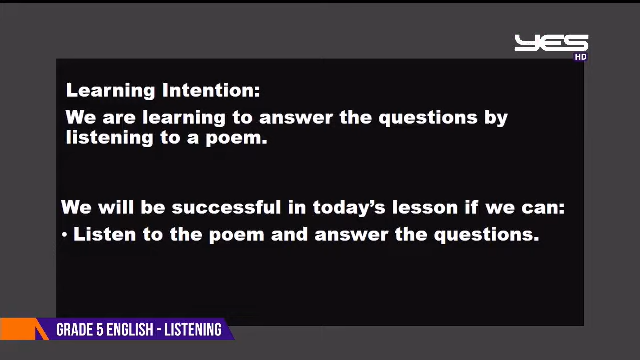 YES
HD
Learning Intention:
We are learning to answer the questions by
listening to a poem.
We will be successful in today's lesson if we can:
• Listen to the poem and answer the questions.
GRADE 5 ENGLISH - LISTENING